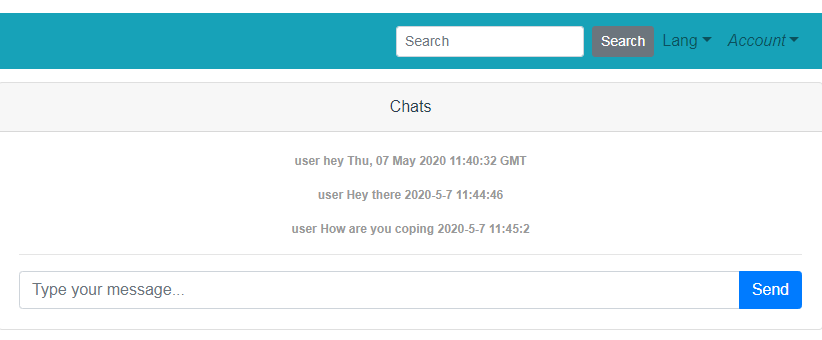 Search Search Lang Account
Chats
user hey Thu, 07 May 2020 11:40:32 GMT
user Hey there 2020-5-7 11:44:46
user How are you coping 2020-5-7 11:45:2
Type your message... Send